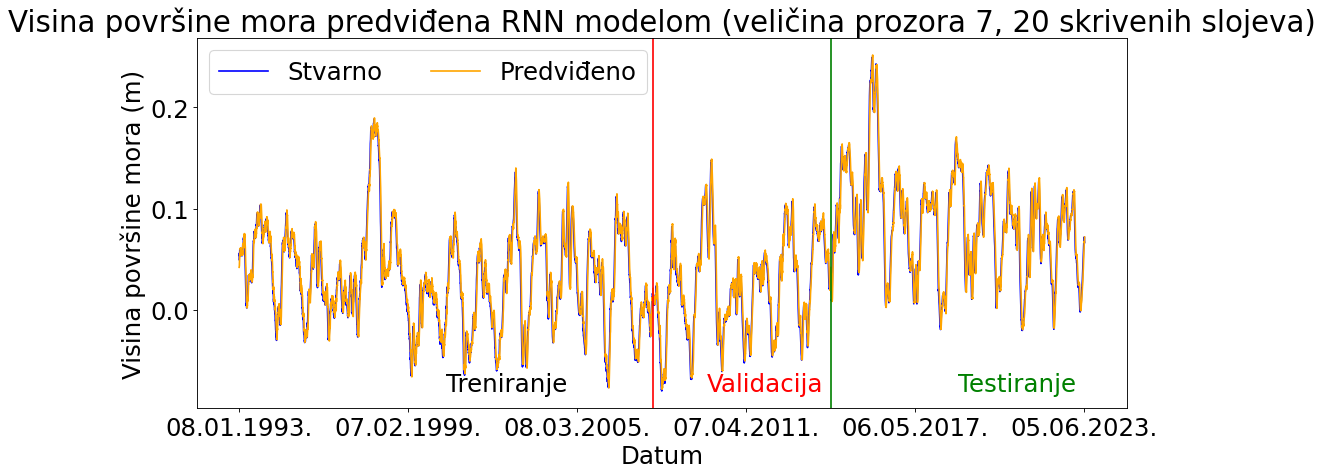 Visina površine mora predviđena RNN modelom (veličina prozora 7, 20 skrivenih slojeva)
Stvarno
Predviđeno
Visina površine mora (m)
0.2
0.1
0.0
Treniranje
Validacija
Testiranje
08.01.1993.
07.02.1999.
08.03.2005.
07.04.2011.
06.05.2017.
05.06.2023.
Datum